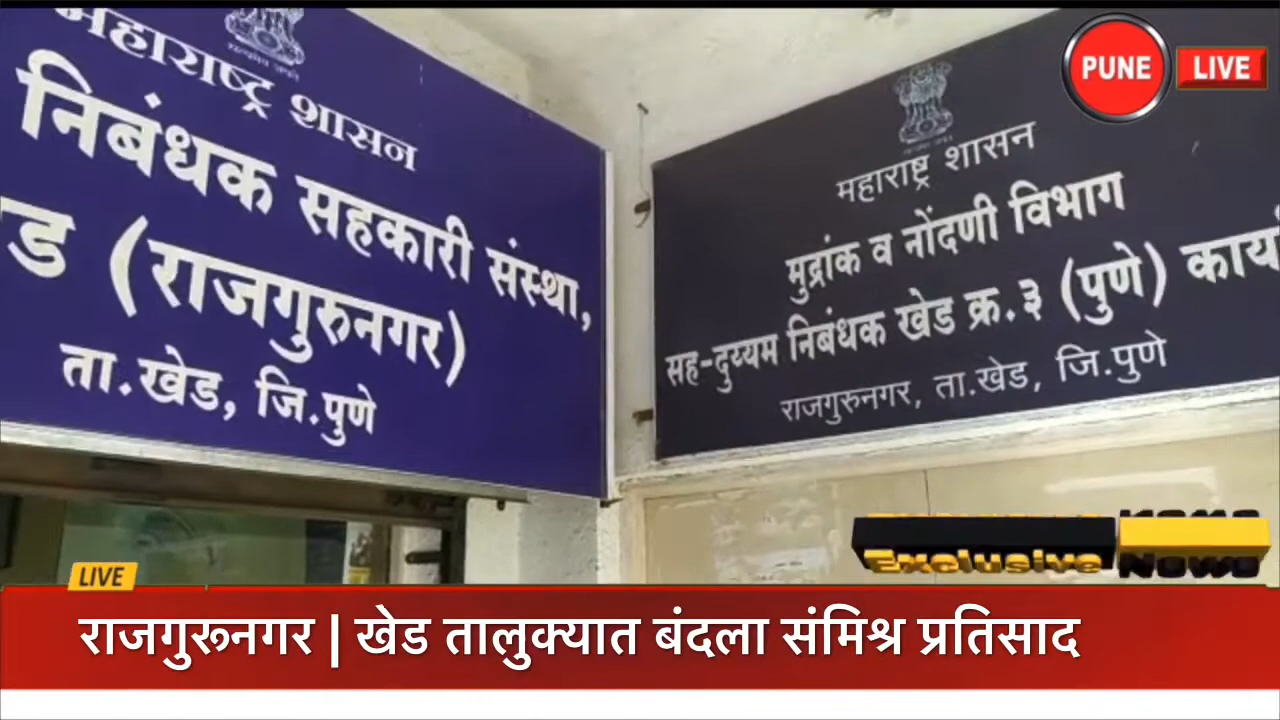 महाराष्ट्र शासन
निबंधक सहकारी संस्था,
(राजगुरुनगर)
ता.खेड, जि.पुणे
महाराष्ट्र शासन
मुद्रांक व नोंदणी विभाग
सह-दुय्यम निबंधक खेड क्र.३ (पुणे)
राजगुरुनगर, ता.खेड, जि.पुणे
PUNE
LIVE
Exclusive News
LIVE
राजगुरूनगर | खेड तालुक्यात बंदला संमिश्र प्रतिसाद